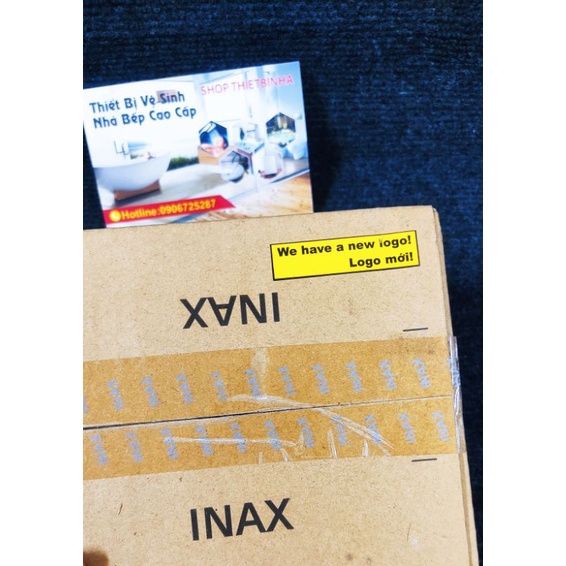 SHOP THIETBINHA
Thiết Bị Vệ Sinh
Nhà Bếp Cao Cấp
Hotline:0906725287
We have a new logo!
Logo mới!
INAX
INAX